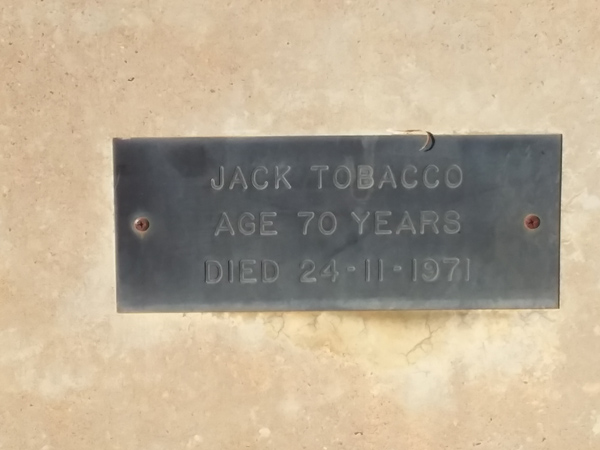 JACK TOBACCO
AGE 70 YEARS
DIED 24-11-1971